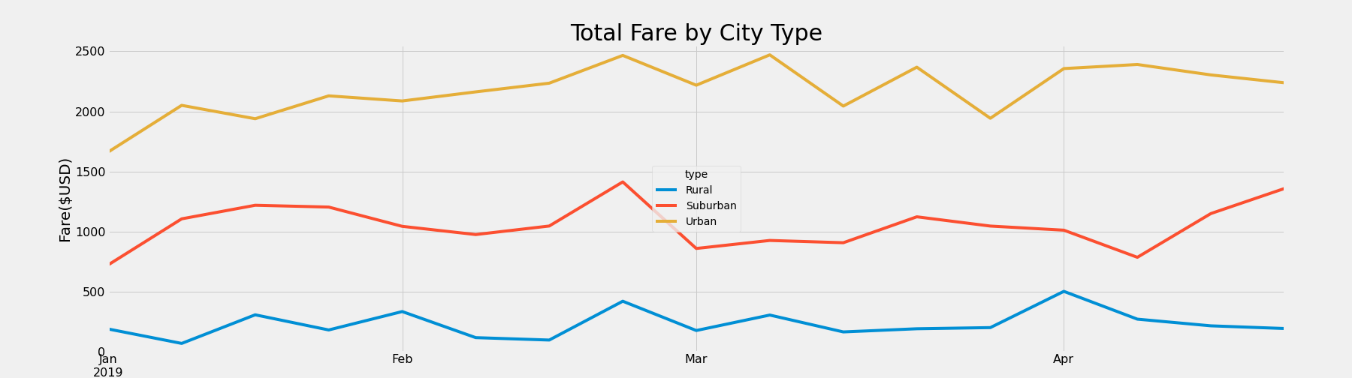 Total Fare by City Type
Fare($USD)
2500
2000
1500
1000
500
0
type
Rural
Suburban
Urban
Jan
2019
Feb
Mar
Apr